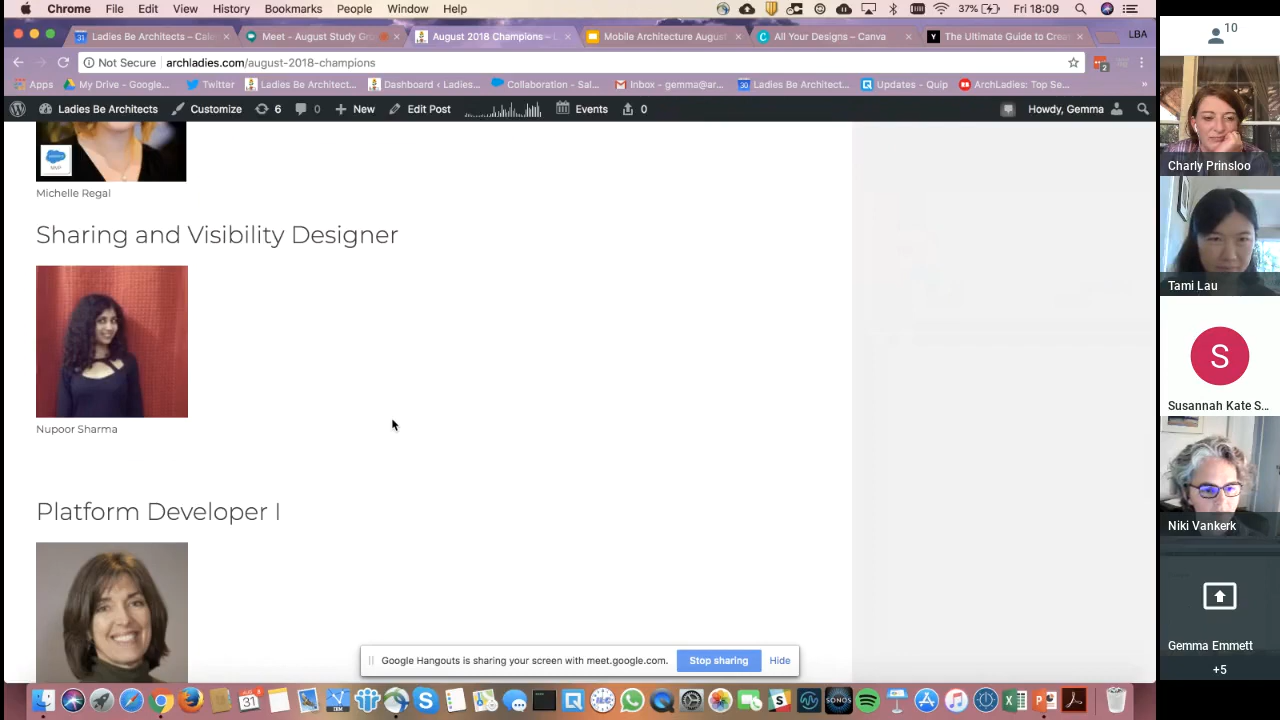 Chrome File Edit View History Bookmarks People Window Help 37% Fri 18:09
Ladies Be Architects – Cale Meet - August Study Gro August 2018 Champions – L Mobile Architecture August All Your Designs – Canva The Ultimate Guide to Creat LBA
Not Secure archladies.com/august-2018-champions
Apps My Drive - Google... Twitter Ladies Be Architect... Dashboard ‹ Ladies... Collaboration - Sal... Inbox - gemma@ar... Ladies Be Architect... Updates - Quip ArchLadies: Top Se... »
Ladies Be Architects Customize 6 0 New Edit Post Events 0 Howdy, Gemma
Michelle Regal
Sharing and Visibility Designer
Nupoor Sharma
Platform Developer I
Google Hangouts is sharing your screen with meet.google.com. Stop sharing Hide
10
Charly Prinsloo
Tami Lau
S
Susannah Kate S...
Niki Vankerk
Gemma Emmett
+5